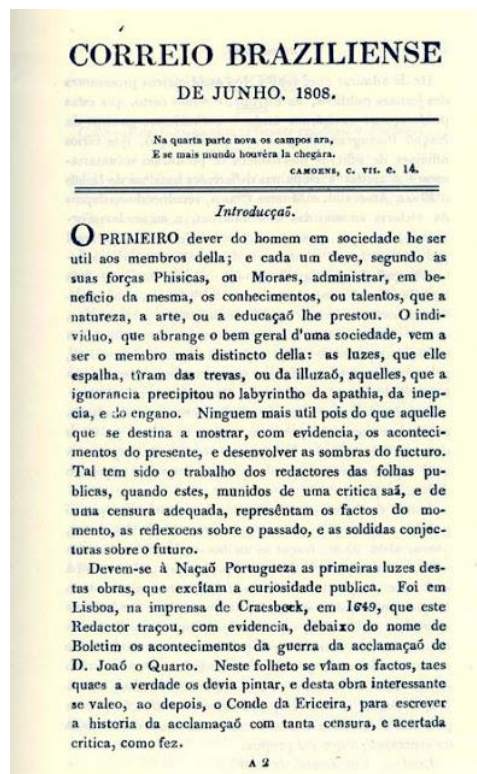 CORREIO BRAZILIENSE
DE JUNHO, 1808.
Na quarta parte nova os campos ara,
E se mais mundo houvéra la chegára.
CAMOENS, C. VII. e. 14.
Introducçaõ.
O PRIMEIRO dever do homem em sociedade he ser
util aos membros della; e cada um deve, segundo as
suas forças Phisicas, ou Moraes, administrar, em be-
neficio da mesma, os conhecimentos, ou talentos, que a
natureza, a arte, ou a educaçaõ lhe prestou. O indi-
viduo, que abrange o bem geral d'uma sociedade, vem a
ser o membro mais distincto della: as luzes, que elle
espalha, tîram das trevas, ou da illuzaõ, aquelles, que a
ignorancia precipitou no labyrintho da apathia, da inep-
cia, e do engano. Ninguem mais util pois do que aquelle
que se destina a mostrar, com evidencia, os aconteci-
mentos do presente, e desenvolver as sombras do fucturo.
Tal tem sido o trabalho dos redactores das folhas pu-
blicas, quando estes, munidos de uma critica saã, e de
uma censura adequada, represêntam os factos do mo-
mento, as reflexoens sobre o passado, e as soldidas conjec-
turas sobre o futuro.
Devem-se à Naçaõ Portugueza as primeiras luzes des-
tas obras, que excîtam a curiosidade publica. Foi em
Lisboa, na imprensa de Craesbeek, em 1649, que este
Redactor traçou, com evidencia, debaixo do nome de
Boletim os acontecimentos da guerra da acclamaçaõ de
D. Joaõ o Quarto. Neste folheto se vîam os factos, taes
quaes a verdade os devia pintar, e desta obra interessante
se valeo, ao depois, o Conde da Ericeira, para escrever
a historia da acclamaçaõ com tanta censura, e acertada
critica, como fez.
A 2